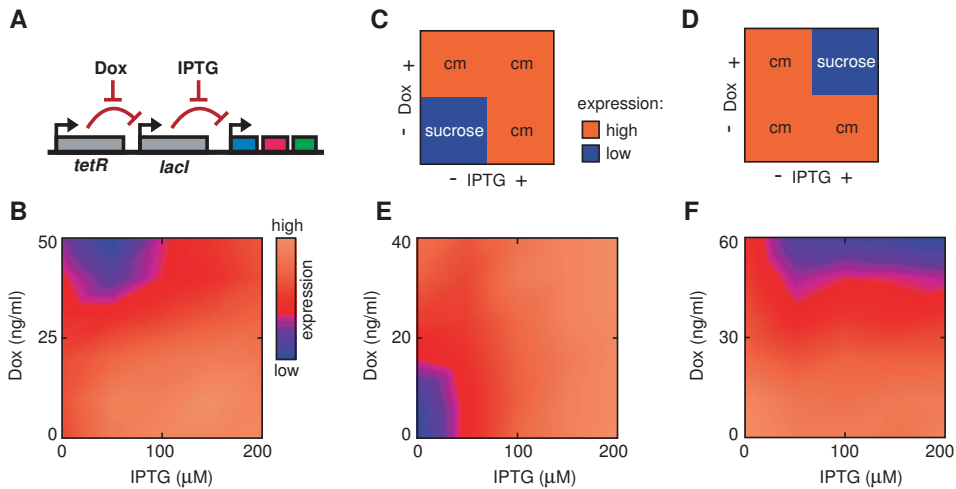 A
Dox
IPTG
tetR
lacI
C
cm
cm
sucrose
cm
- Dox +
- IPTG +
expression:
high
low
D
cm
sucrose
cm
cm
- Dox +
- IPTG +
B
50
25
0
Dox (ng/ml)
0
100
200
IPTG (μM)
high
expression
low
E
40
20
0
Dox (ng/ml)
0
100
200
IPTG (μM)
F
60
30
0
Dox (ng/ml)
0
100
200
IPTG (μM)